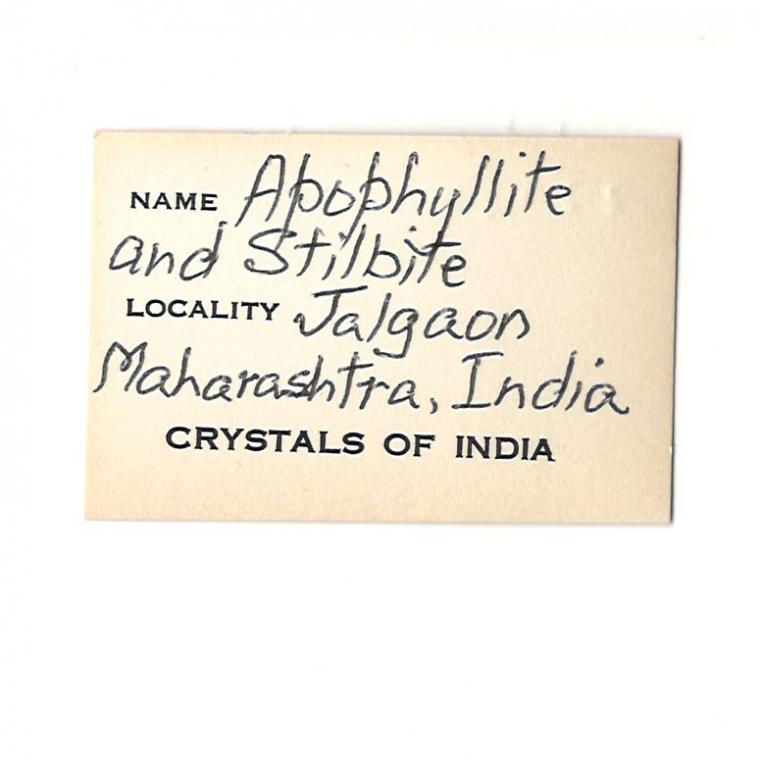 NAME Apophyllite
and Stilbite
LOCALITY Jalgaon
Maharashtra, India
CRYSTALS OF INDIA